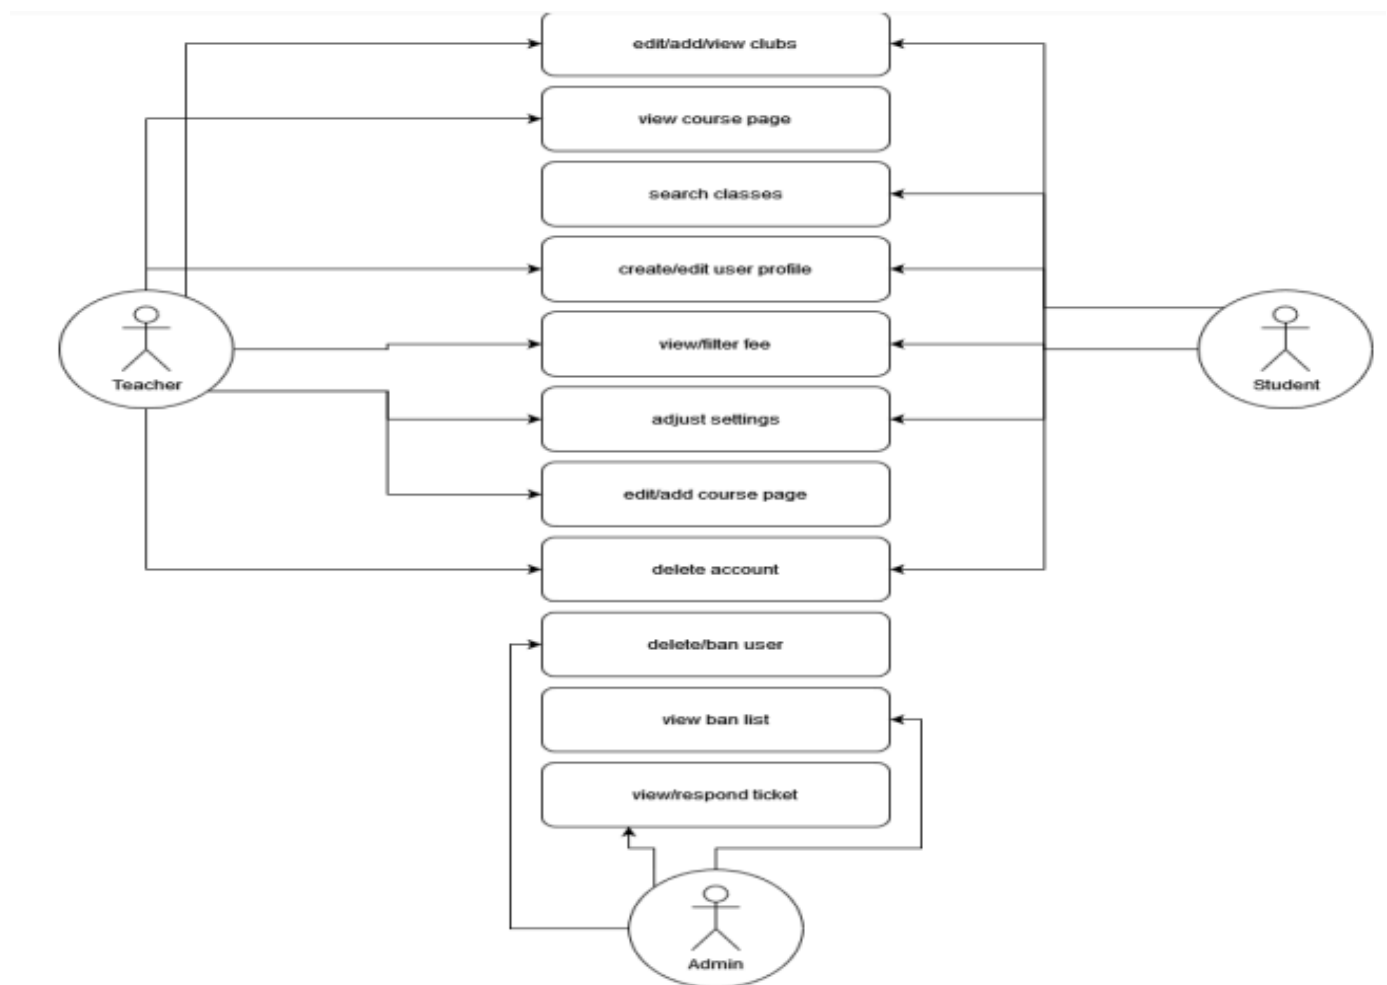 edit/add/view clubs
view course page
search classes
create/edit user profile
view/filter fee
Teacher
Student
adjust settings
edit/add course page
delete account
delete/ban user
view ban list
view/respond ticket
Admin